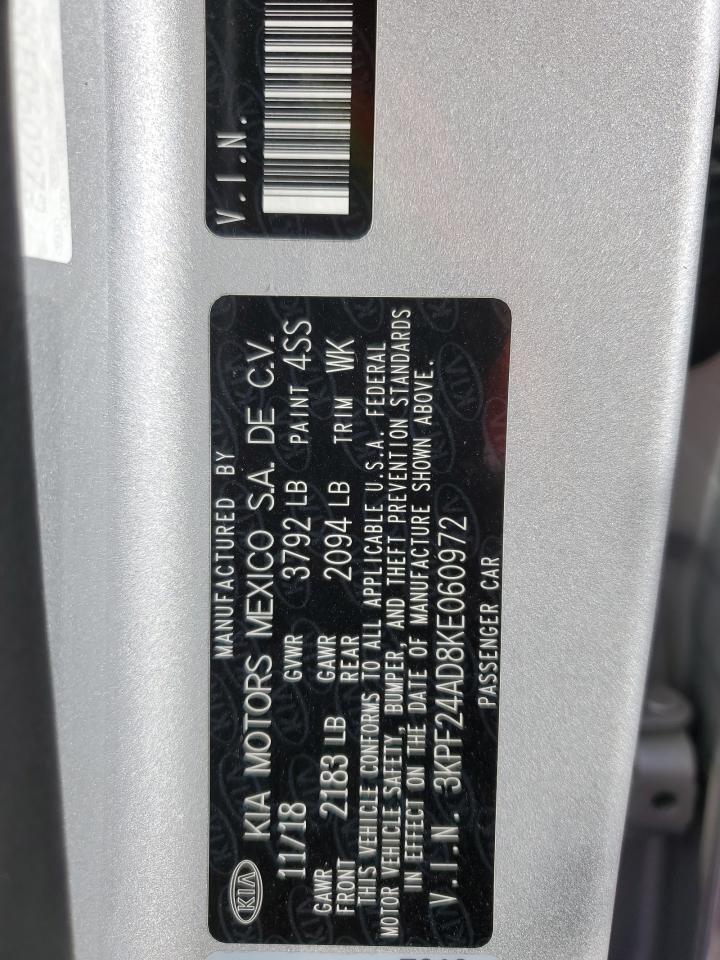 MANUFACTURED BY
KIA KIA MOTORS MEXICO S.A. DE C.V.
11/18 GVWR 3792 LB PAINT 4SS
GAWR FRONT 2183 LB GAWR REAR 2094 LB TRIM WK
THIS VEHICLE CONFORMS TO ALL APPLICABLE U.S.A. FEDERAL
MOTOR VEHICLE SAFETY, BUMPER, AND THEFT PREVENTION STANDARDS
IN EFFECT ON THE DATE OF MANUFACTURE SHOWN ABOVE.
V.I.N. 3KPF24AD8KE060972
PASSENGER CAR
V.I.N.